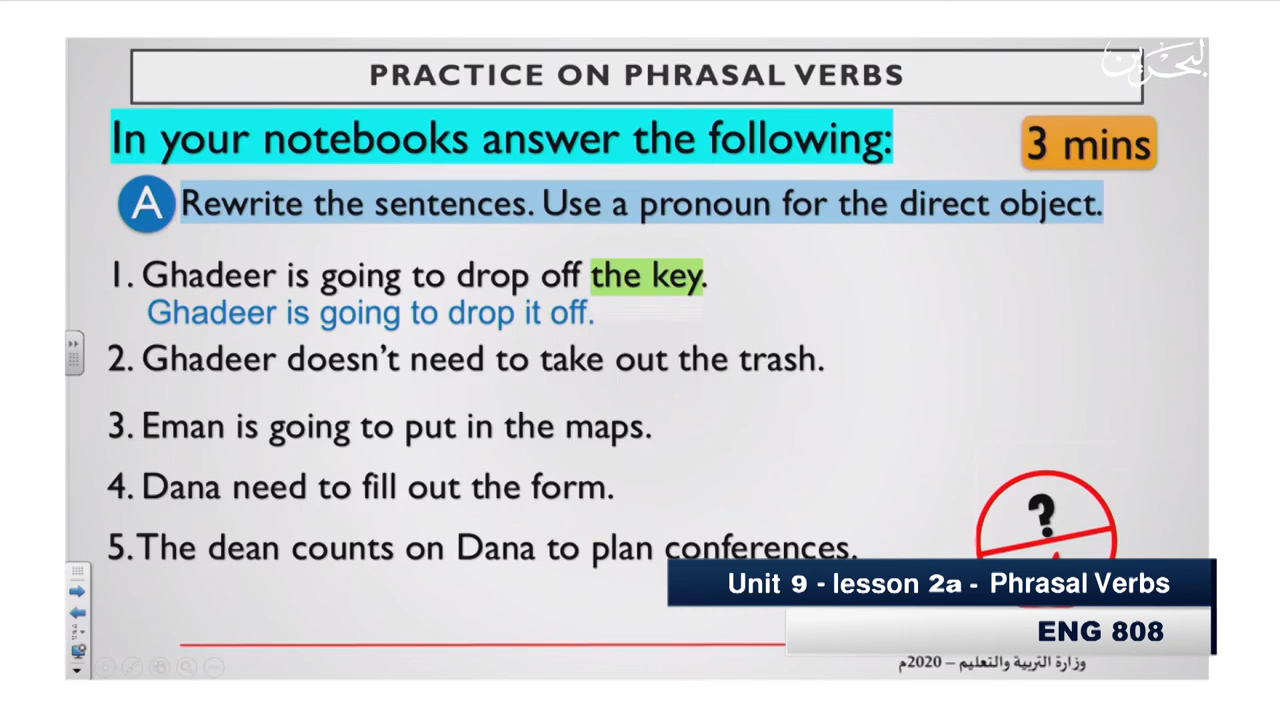 البحرين
PRACTICE ON PHRASAL VERBS
In your notebooks answer the following:
3 mins
A Rewrite the sentences. Use a pronoun for the direct object.
1. Ghadeer is going to drop off the key.
Ghadeer is going to drop it off.
2. Ghadeer doesn't need to take out the trash.
3. Eman is going to put in the maps.
4. Dana need to fill out the form.
5. The dean counts on Dana to plan conferences.
?
Unit 9 - lesson 2a - Phrasal Verbs
ENG 808
وزارة التربية والتعليم – 2020م